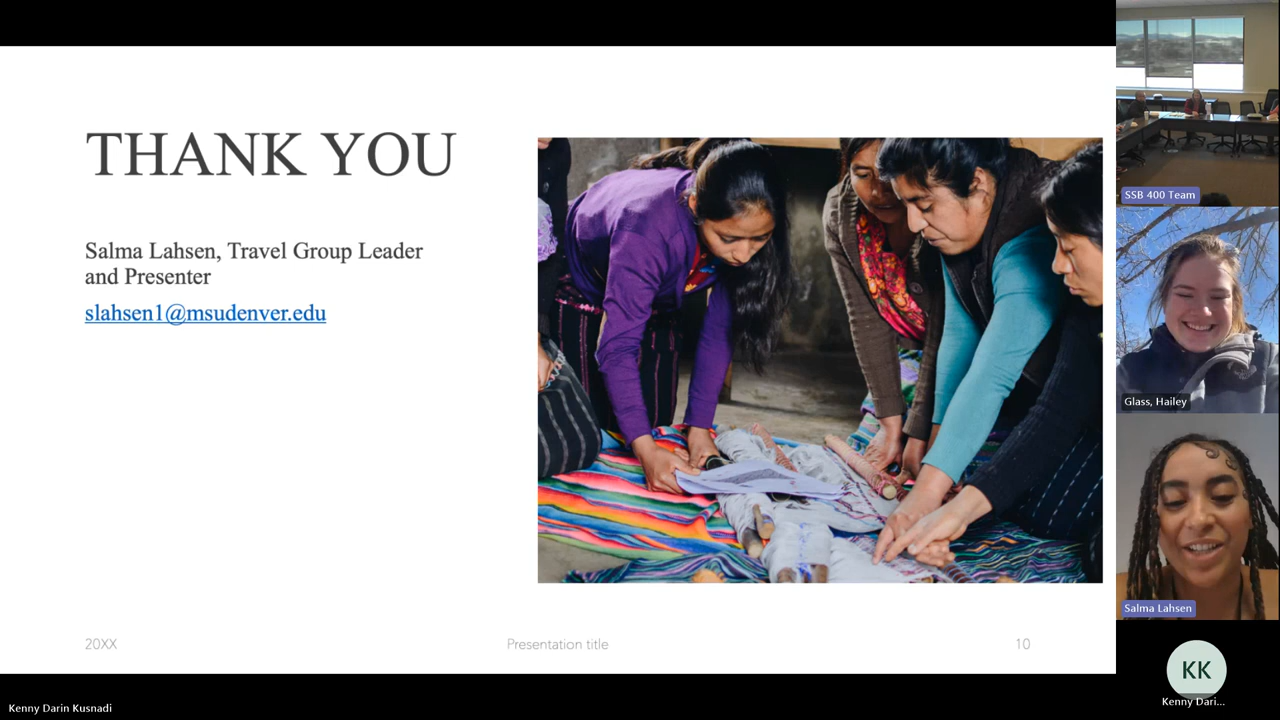 THANK YOU
Salma Lahsen, Travel Group Leader
and Presenter
slahsen1@msudenver.edu
20XX
Presentation title
10
SSB 400 Team
Glass, Hailey
Salma Lahsen
KK
Kenny Dari...
Kenny Darin Kusnadi